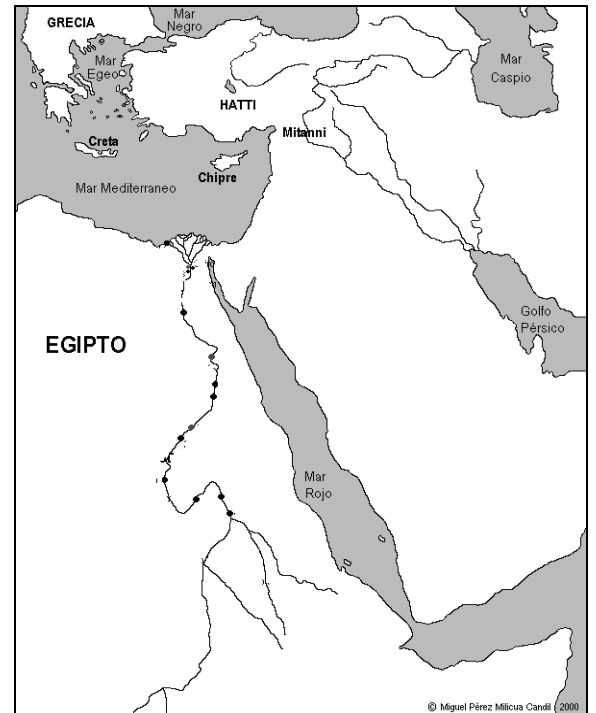 GRECIA
Mar
Negro
Mar
Egeo
Mar
Caspio
HATTI
Creta
Mitanni
Chipre
Mar Mediterraneo
Golfo
Pérsico
EGIPTO
Mar
Rojo
© Miguel Pérez Milicua Candil - 2000